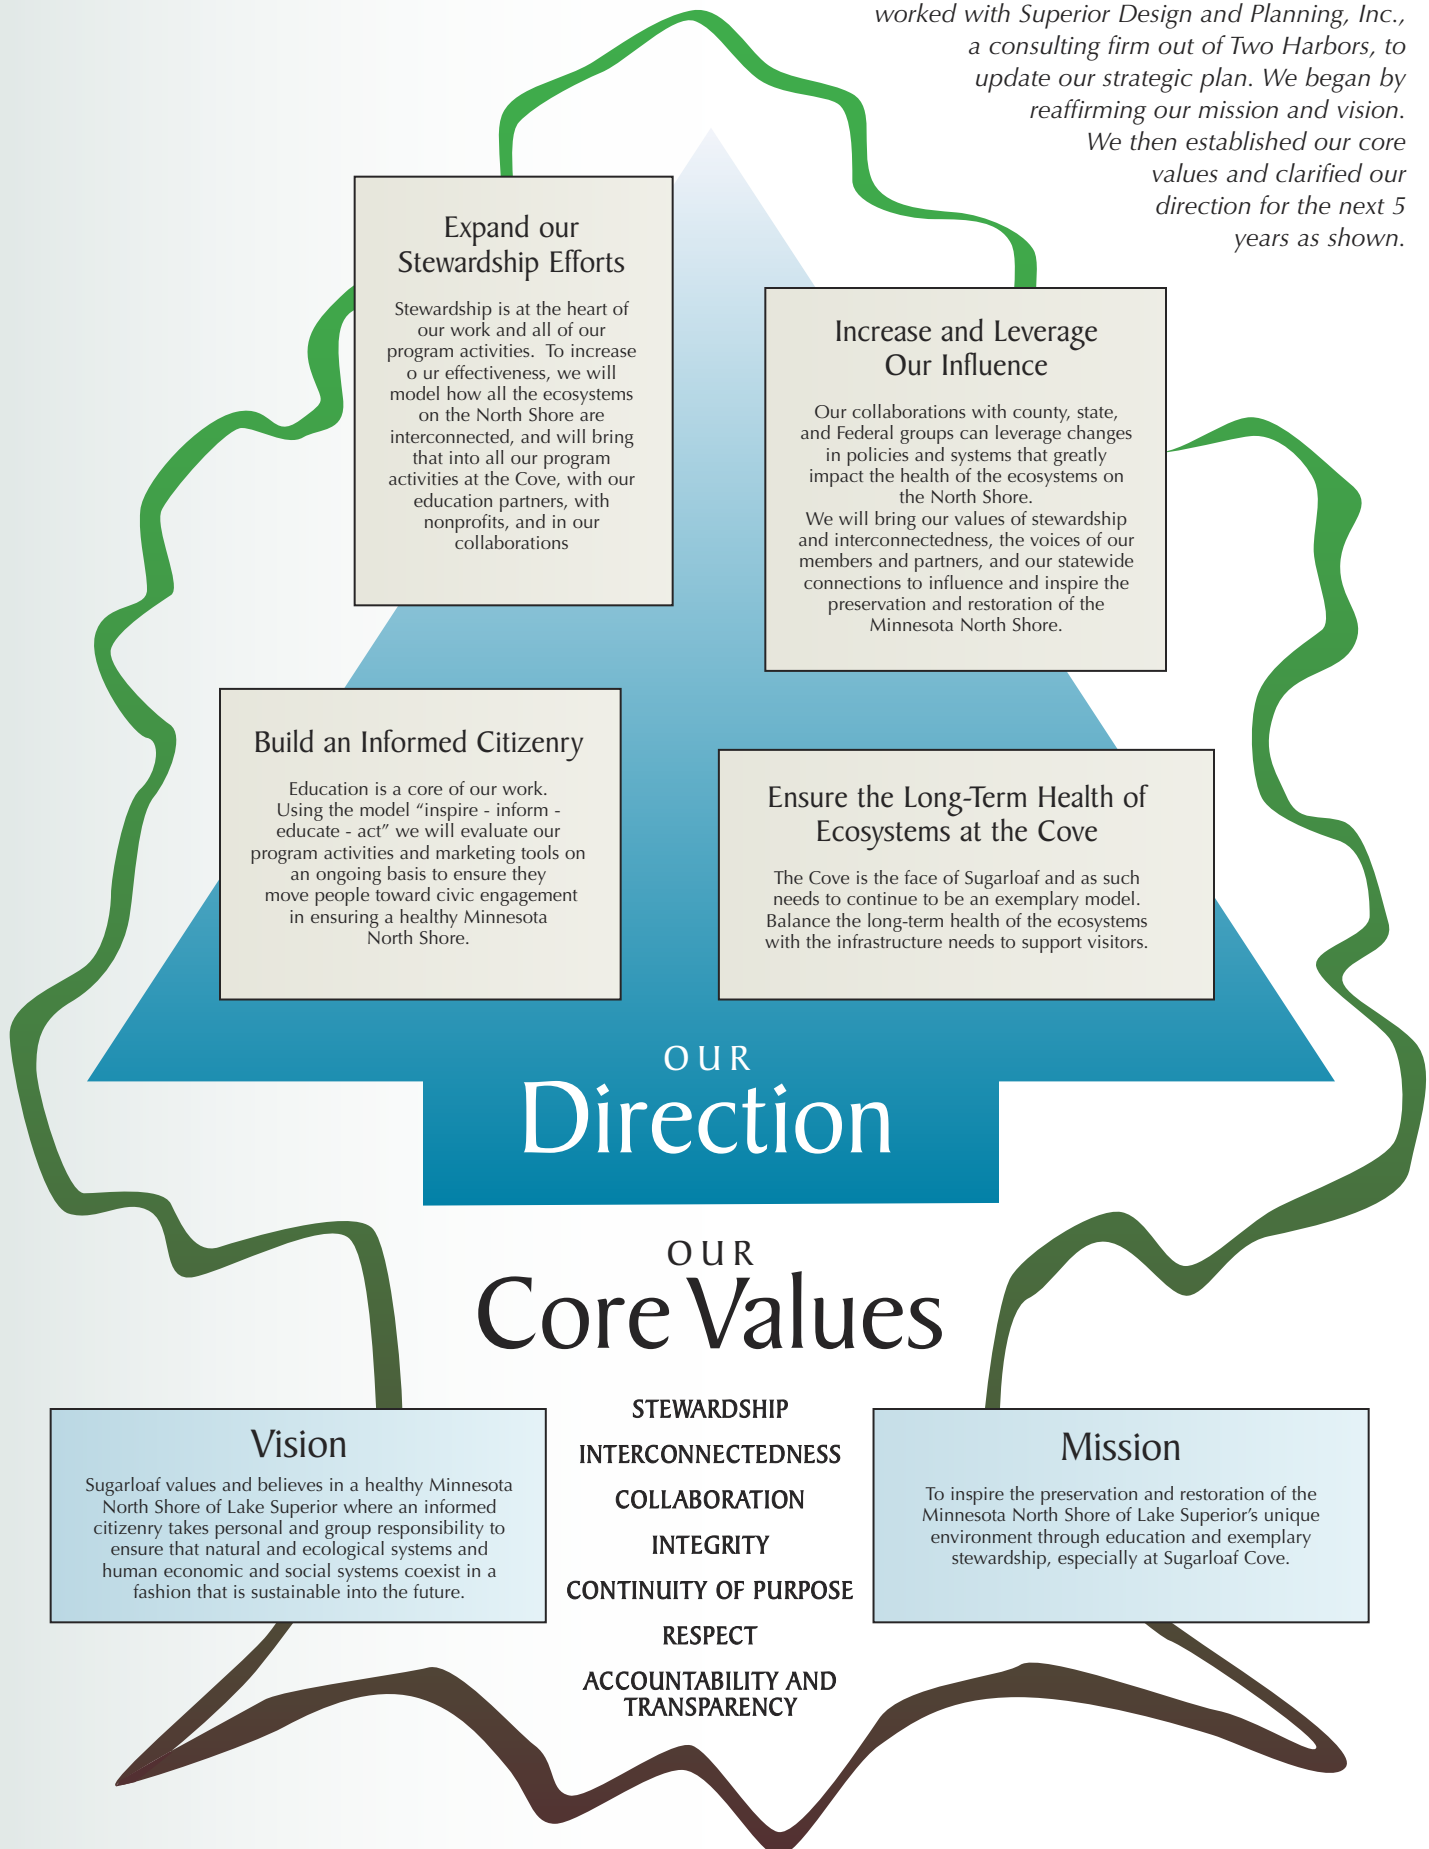 worked with Superior Design and Planning, Inc.,
a consulting firm out of Two Harbors, to
update our strategic plan. We began by
reaffirming our mission and vision.
We then established our core
values and clarified our
direction for the next 5
years as shown.
Expand our
Stewardship Efforts
Stewardship is at the heart of
our work and all of our
program activities. To increase
o ur effectiveness, we will
model how all the ecosystems
on the North Shore are
interconnected, and will bring
that into all our program
activities at the Cove, with our
education partners, with
nonprofits, and in our
collaborations
Increase and Leverage
Our Influence
Our collaborations with county, state,
and Federal groups can leverage changes
in policies and systems that greatly
impact the health of the ecosystems on
the North Shore.
We will bring our values of stewardship
and interconnectedness, the voices of our
members and partners, and our statewide
connections to influence and inspire the
preservation and restoration of the
Minnesota North Shore.
Build an Informed Citizenry
Education is a core of our work.
Using the model “inspire - inform -
educate - act” we will evaluate our
program activities and marketing tools on
an ongoing basis to ensure they
move people toward civic engagement
in ensuring a healthy Minnesota
North Shore.
Ensure the Long-Term Health of
Ecosystems at the Cove
The Cove is the face of Sugarloaf and as such
needs to continue to be an exemplary model.
Balance the long-term health of the ecosystems
with the infrastructure needs to support visitors.
OUR
Direction
OUR
Core Values
STEWARDSHIP
INTERCONNECTEDNESS
COLLABORATION
INTEGRITY
CONTINUITY OF PURPOSE
RESPECT
ACCOUNTABILITY AND
TRANSPARENCY
Vision
Sugarloaf values and believes in a healthy Minnesota
North Shore of Lake Superior where an informed
citizenry takes personal and group responsibility to
ensure that natural and ecological systems and
human economic and social systems coexist in a
fashion that is sustainable into the future.
Mission
To inspire the preservation and restoration of the
Minnesota North Shore of Lake Superior’s unique
environment through education and exemplary
stewardship, especially at Sugarloaf Cove.